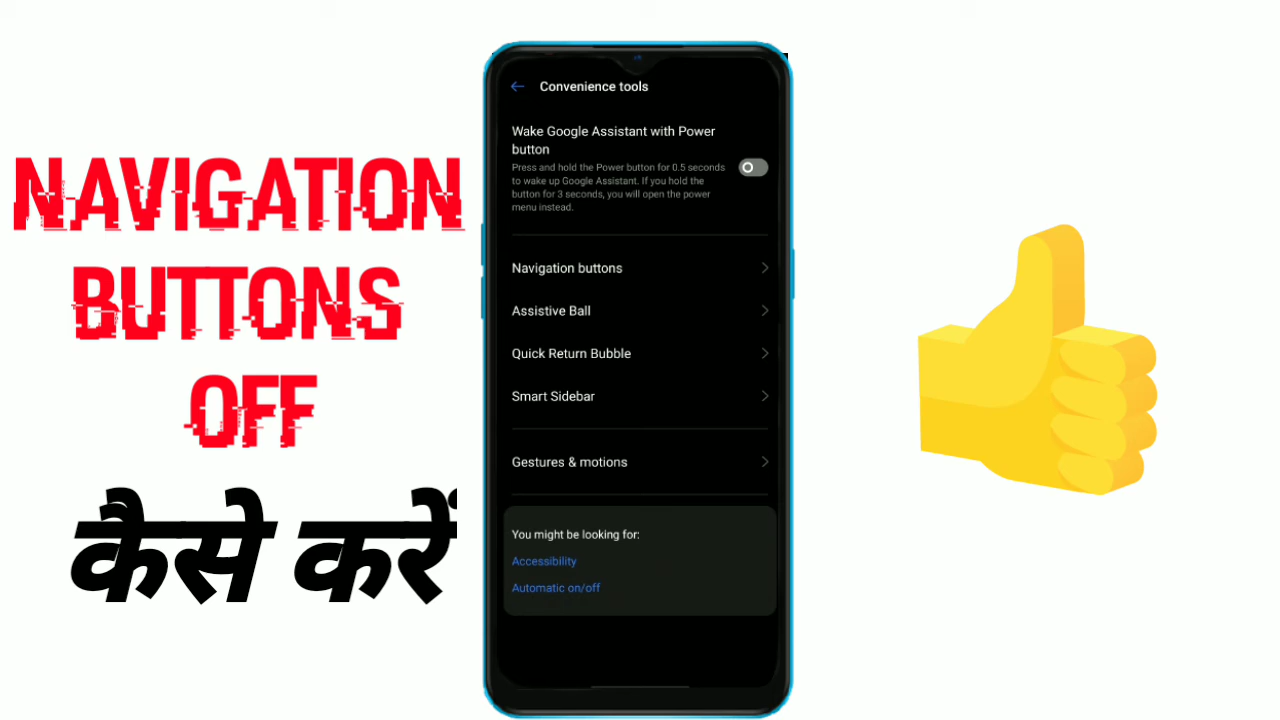 NAVIGATION
BUTTONS
OFF
कैसे करें
Convenience tools
Wake Google Assistant with Power
button
Press and hold the Power button for 0.5 seconds
to wake up Google Assistant. If you hold the
button for 3 seconds, you will open the power
menu instead.
Navigation buttons
Assistive Ball
Quick Return Bubble
Smart Sidebar
Gestures & motions
You might be looking for:
Accessibility
Automatic on/off